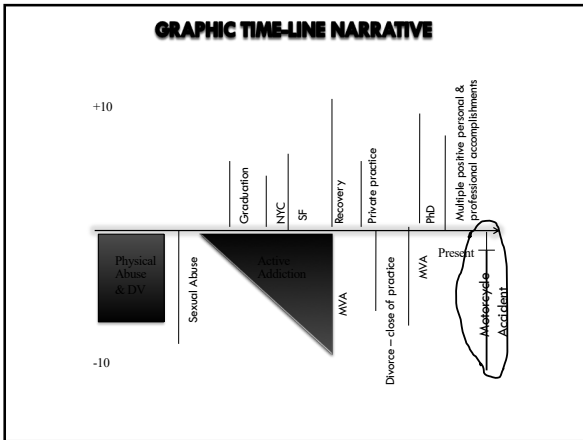 GRAPHIC TIME-LINE NARRATIVE
+10
Graduation
NYC
SF
Recovery
Private practice
PhD
Multiple positive personal &
professional accomplishments
Physical
Abuse
& DV
Sexual Abuse
Active
Addiction
MVA
Divorce – close of practice
MVA
Present
Motorcycle
Accident
-10